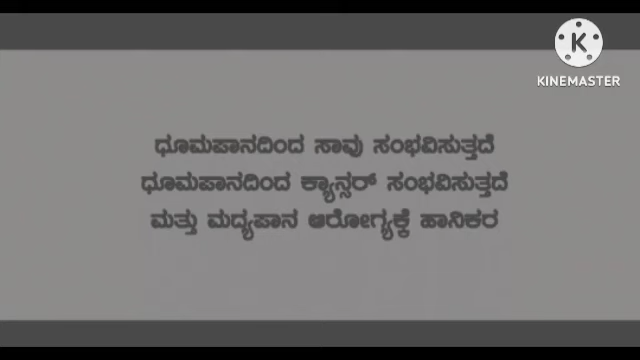 KINEMASTER
ಧೂಮಪಾನದಿಂದ ಸಾವು ಸಂಭವಿಸುತ್ತದೆ
ಧೂಮಪಾನದಿಂದ ಕ್ಯಾನ್ಸರ್ ಸಂಭವಿಸುತ್ತದೆ
ಮತ್ತು ಮದ್ಯಪಾನ ಆರೋಗ್ಯಕ್ಕೆ ಹಾನಿಕರ